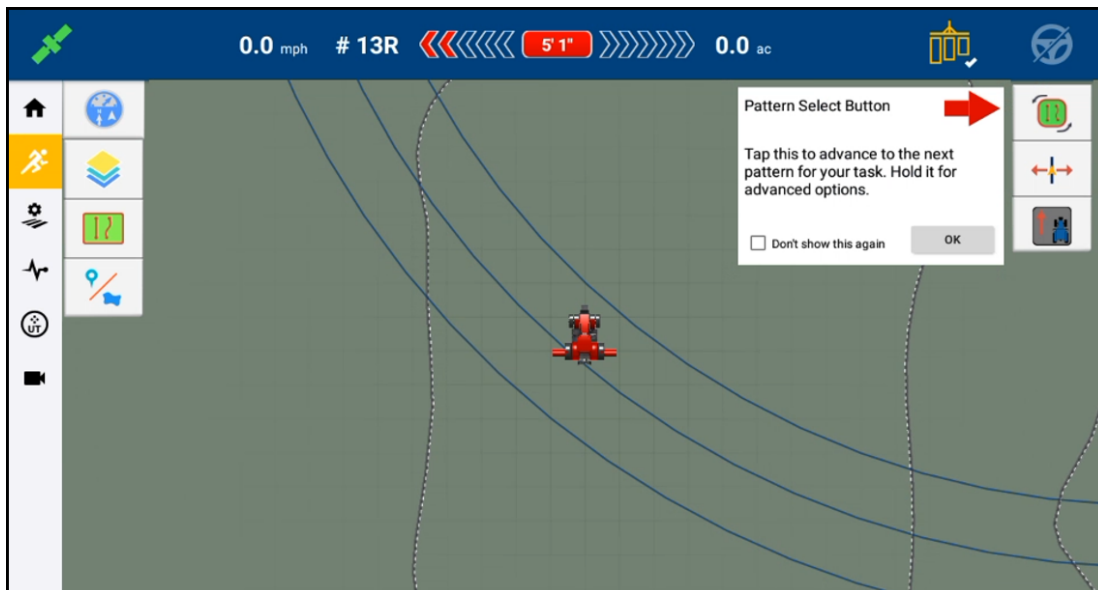 0.0 mph # 13R 5' 1" 0.0 ac
Pattern Select Button
Tap this to advance to the next
pattern for your task. Hold it for
advanced options.
Don't show this again
OK
UT